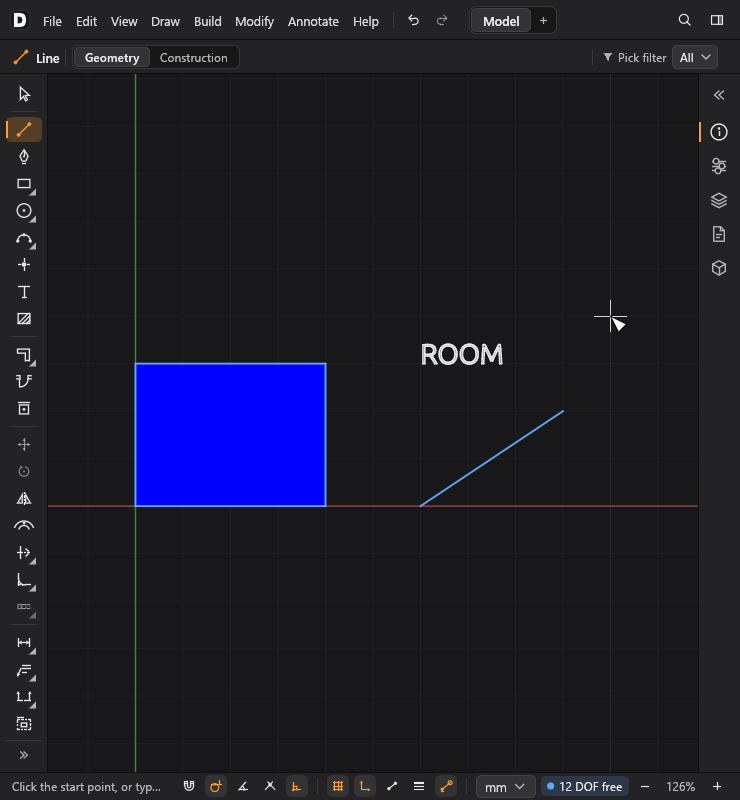 D File Edit View Draw Build Modify Annotate Help Model +
Line Geometry Construction Pick filter All
ROOM
Click the start point, or typ... mm 12 DOF free − 126% +